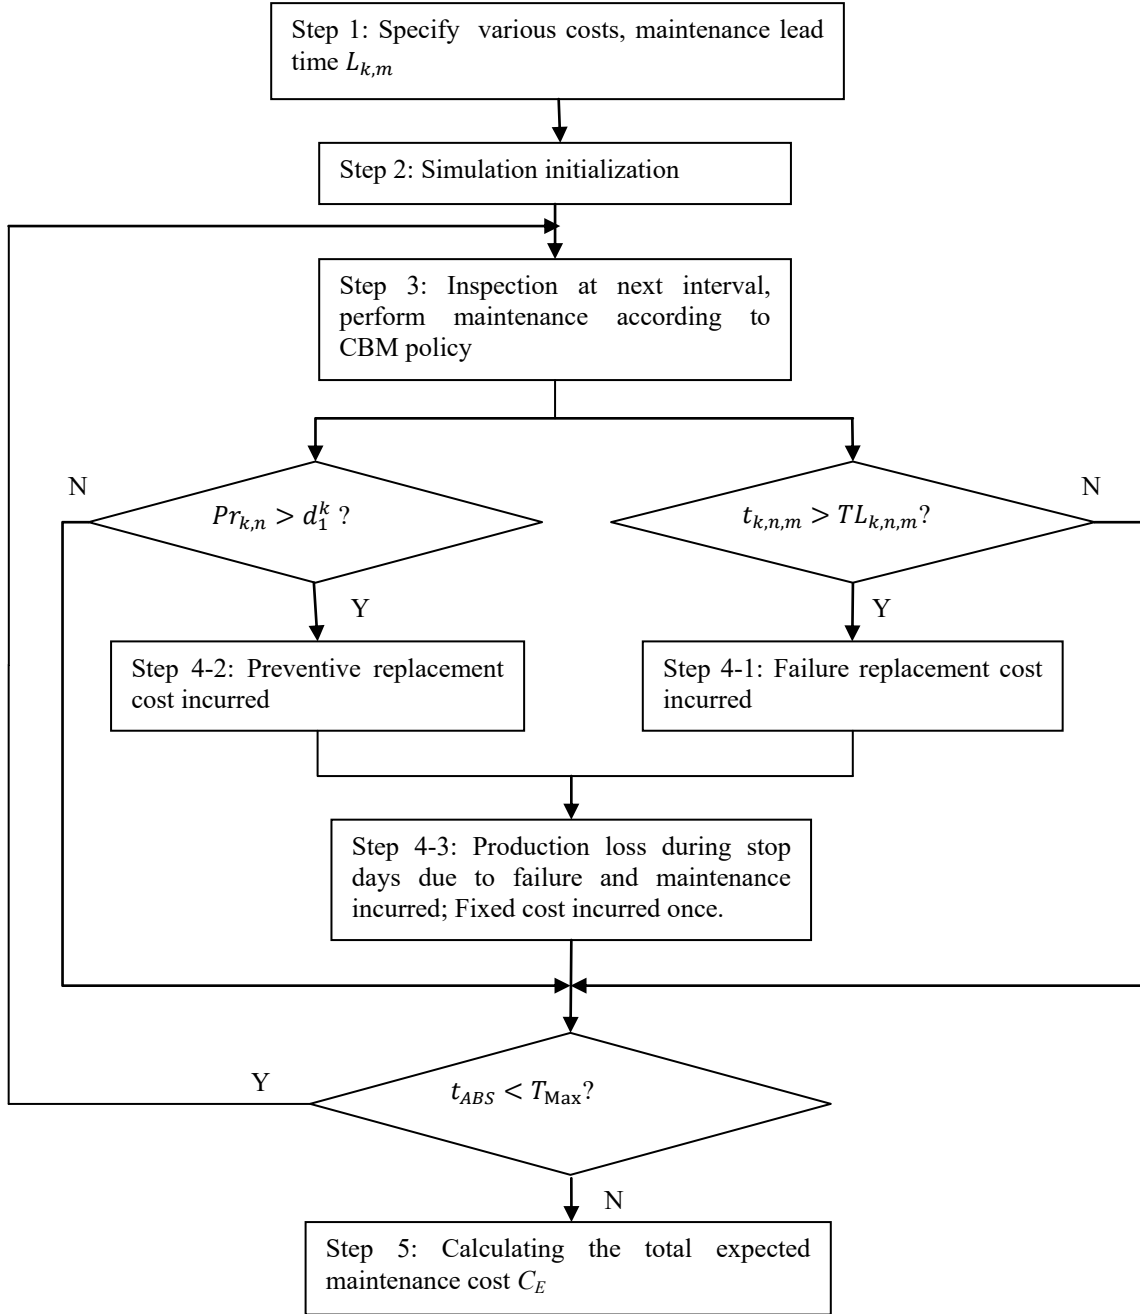 Step 1: Specify various costs, maintenance lead
time L_{k,m}
Step 2: Simulation initialization
Step 3: Inspection at next interval,
perform maintenance according to
CBM policy
N
Pr_{k,n} > d_1^k ?
Y
t_{k,n,m} > TL_{k,n,m}?
N
Y
Step 4-2: Preventive replacement
cost incurred
Step 4-1: Failure replacement cost
incurred
Step 4-3: Production loss during stop
days due to failure and maintenance
incurred; Fixed cost incurred once.
Y
t_{ABS} < T_{Max}?
N
Step 5: Calculating the total expected
maintenance cost C_E